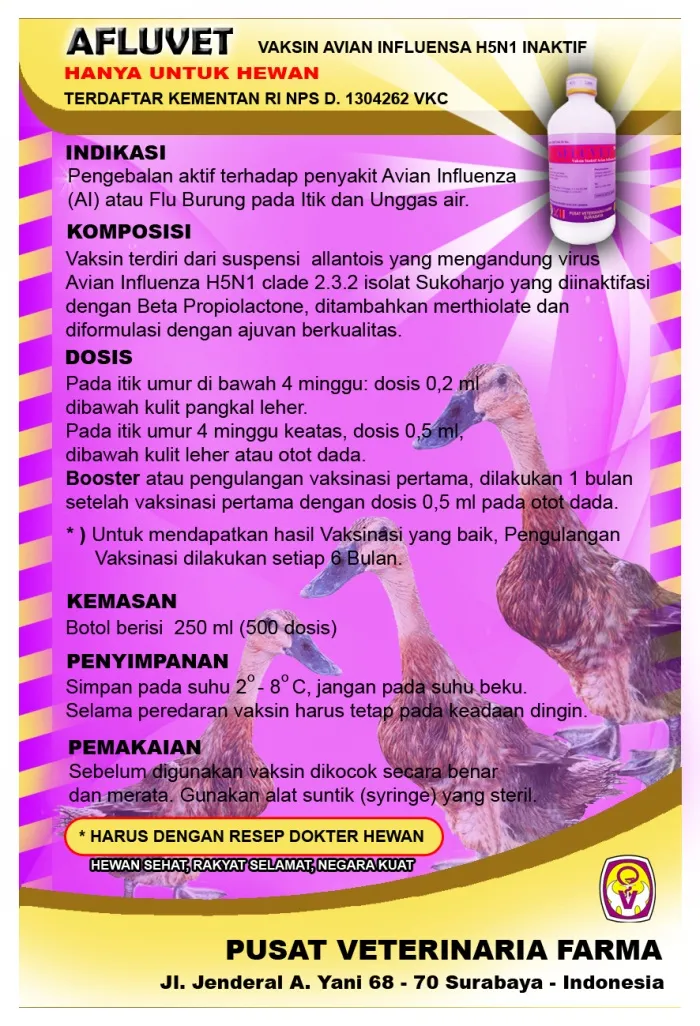 AFLUVET VAKSIN AVIAN INFLUENSA H5N1 INAKTIF
HANYA UNTUK HEWAN
TERDAFTAR KEMENTAN RI NPS D. 1304262 VKC
INDIKASI
Pengebalan aktif terhadap penyakit Avian Influenza
(AI) atau Flu Burung pada Itik dan Unggas air.
KOMPOSISI
Vaksin terdiri dari suspensi allantois yang mengandung virus
Avian Influenza H5N1 clade 2.3.2 isolat Sukoharjo yang diinaktifasi
dengan Beta Propiolactone, ditambahkan merthiolate dan
diformulasi dengan ajuvan berkualitas.
DOSIS
Pada itik umur di bawah 4 minggu: dosis 0,2 ml
dibawah kulit pangkal leher.
Pada itik umur 4 minggu keatas, dosis 0,5 ml,
dibawah kulit leher atau otot dada.
Booster atau pengulangan vaksinasi pertama, dilakukan 1 bulan
setelah vaksinasi pertama dengan dosis 0,5 ml pada otot dada.
* ) Untuk mendapatkan hasil Vaksinasi yang baik, Pengulangan
Vaksinasi dilakukan setiap 6 Bulan.
KEMASAN
Botol berisi 250 ml (500 dosis)
PENYIMPANAN
Simpan pada suhu 2° - 8° C, jangan pada suhu beku.
Selama peredaran vaksin harus tetap pada keadaan dingin.
PEMAKAIAN
Sebelum digunakan vaksin dikocok secara benar
dan merata. Gunakan alat suntik (syringe) yang steril.
* HARUS DENGAN RESEP DOKTER HEWAN
HEWAN SEHAT, RAKYAT SELAMAT, NEGARA KUAT
PUSAT VETERINARIA FARMA
Jl. Jenderal A. Yani 68 - 70 Surabaya - Indonesia